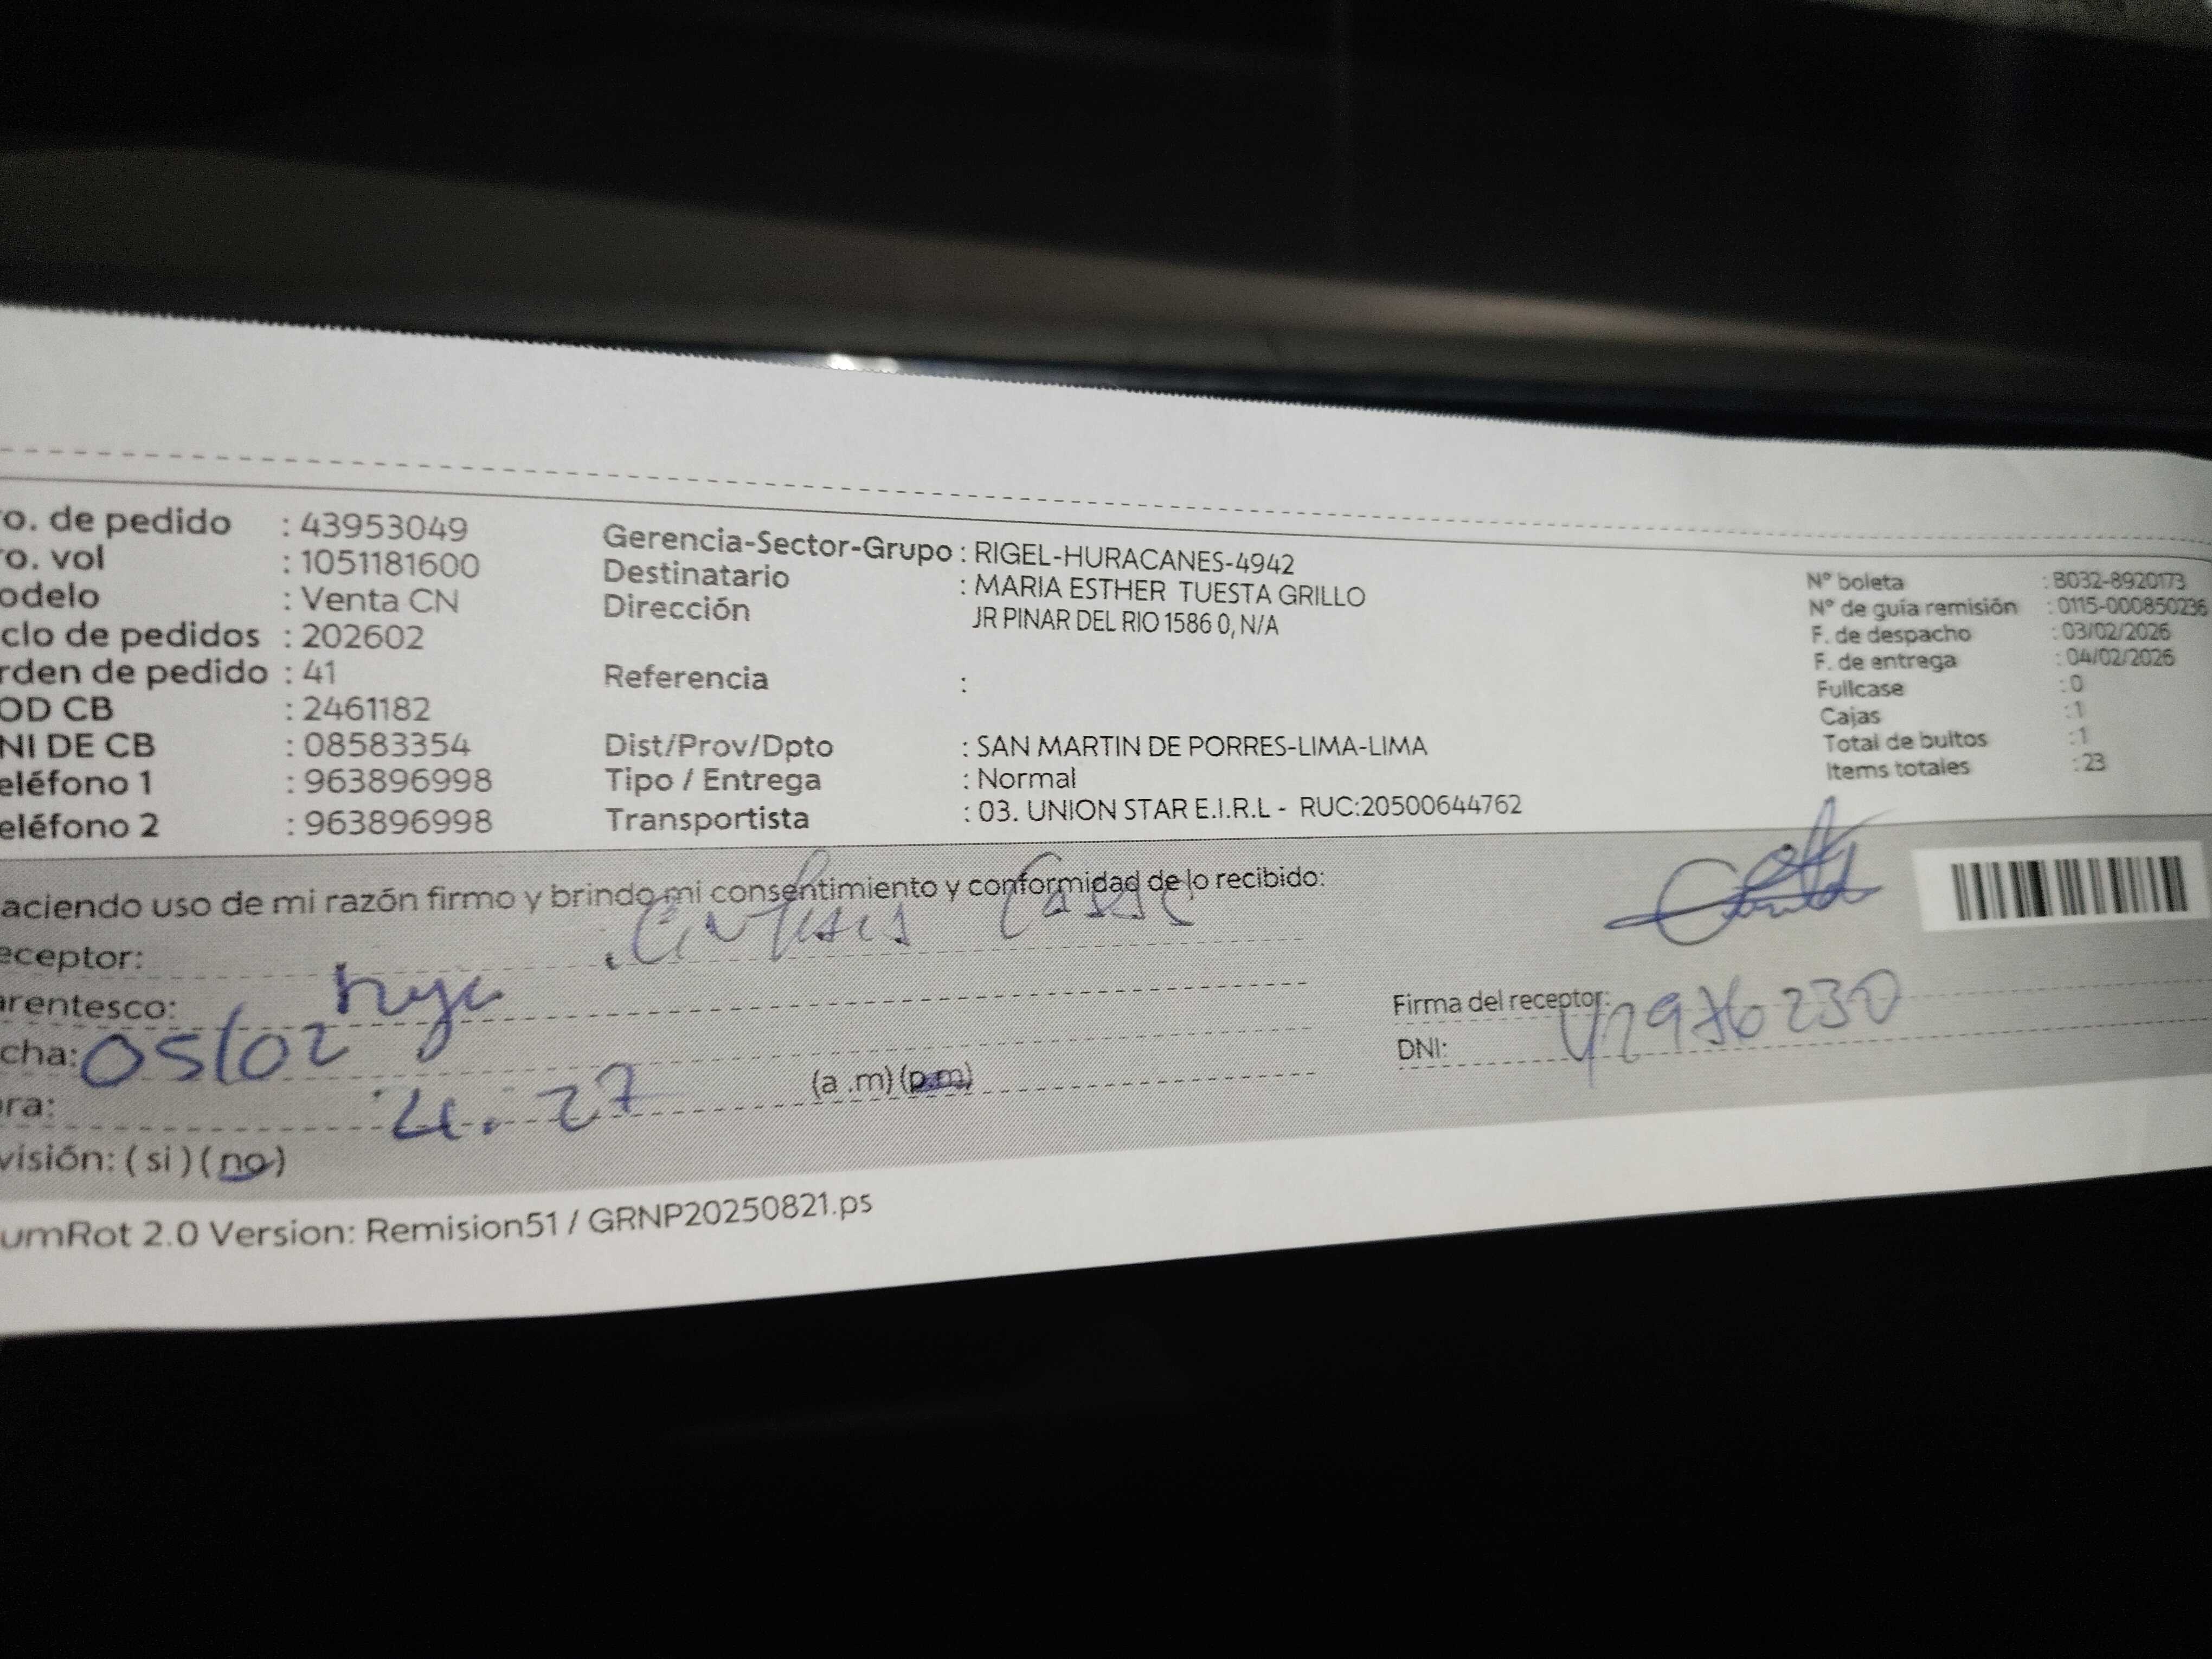 ro. de pedido : 43953049
ro. vol : 1051181600
odelo : Venta CN
clo de pedidos : 202602
rden de pedido : 41
OD CB : 2461182
NI DE CB : 08583354
eléfono 1 : 963896998
eléfono 2 : 963896998
Gerencia-Sector-Grupo : RIGEL-HURACANES-4942
Destinatario : MARIA ESTHER TUESTA GRILLO
Dirección JR PINAR DEL RIO 1586 0, N/A
Referencia :
Dist/Prov/Dpto : SAN MARTIN DE PORRES-LIMA-LIMA
Tipo / Entrega : Normal
Transportista : 03. UNION STAR E.I.R.L - RUC:20500644762
N° boleta : B032-8920173
N° de guía remisión : 0115-000850236
F. de despacho : 03/02/2026
F. de entrega : 04/02/2026
Fullcase : 0
Cajas : 1
Total de bultos : 1
Items totales : 23
aciendo uso de mi razón firmo y brindo mi consentimiento y conformidad de lo recibido:
eceptor:
arentesco:
cha: 05/02
ra: 4:27 (a .m) (p.m)
visión: ( si ) ( no )
Firma del receptor:
DNI:
umRot 2.0 Version: Remision51 / GRNP20250821.ps